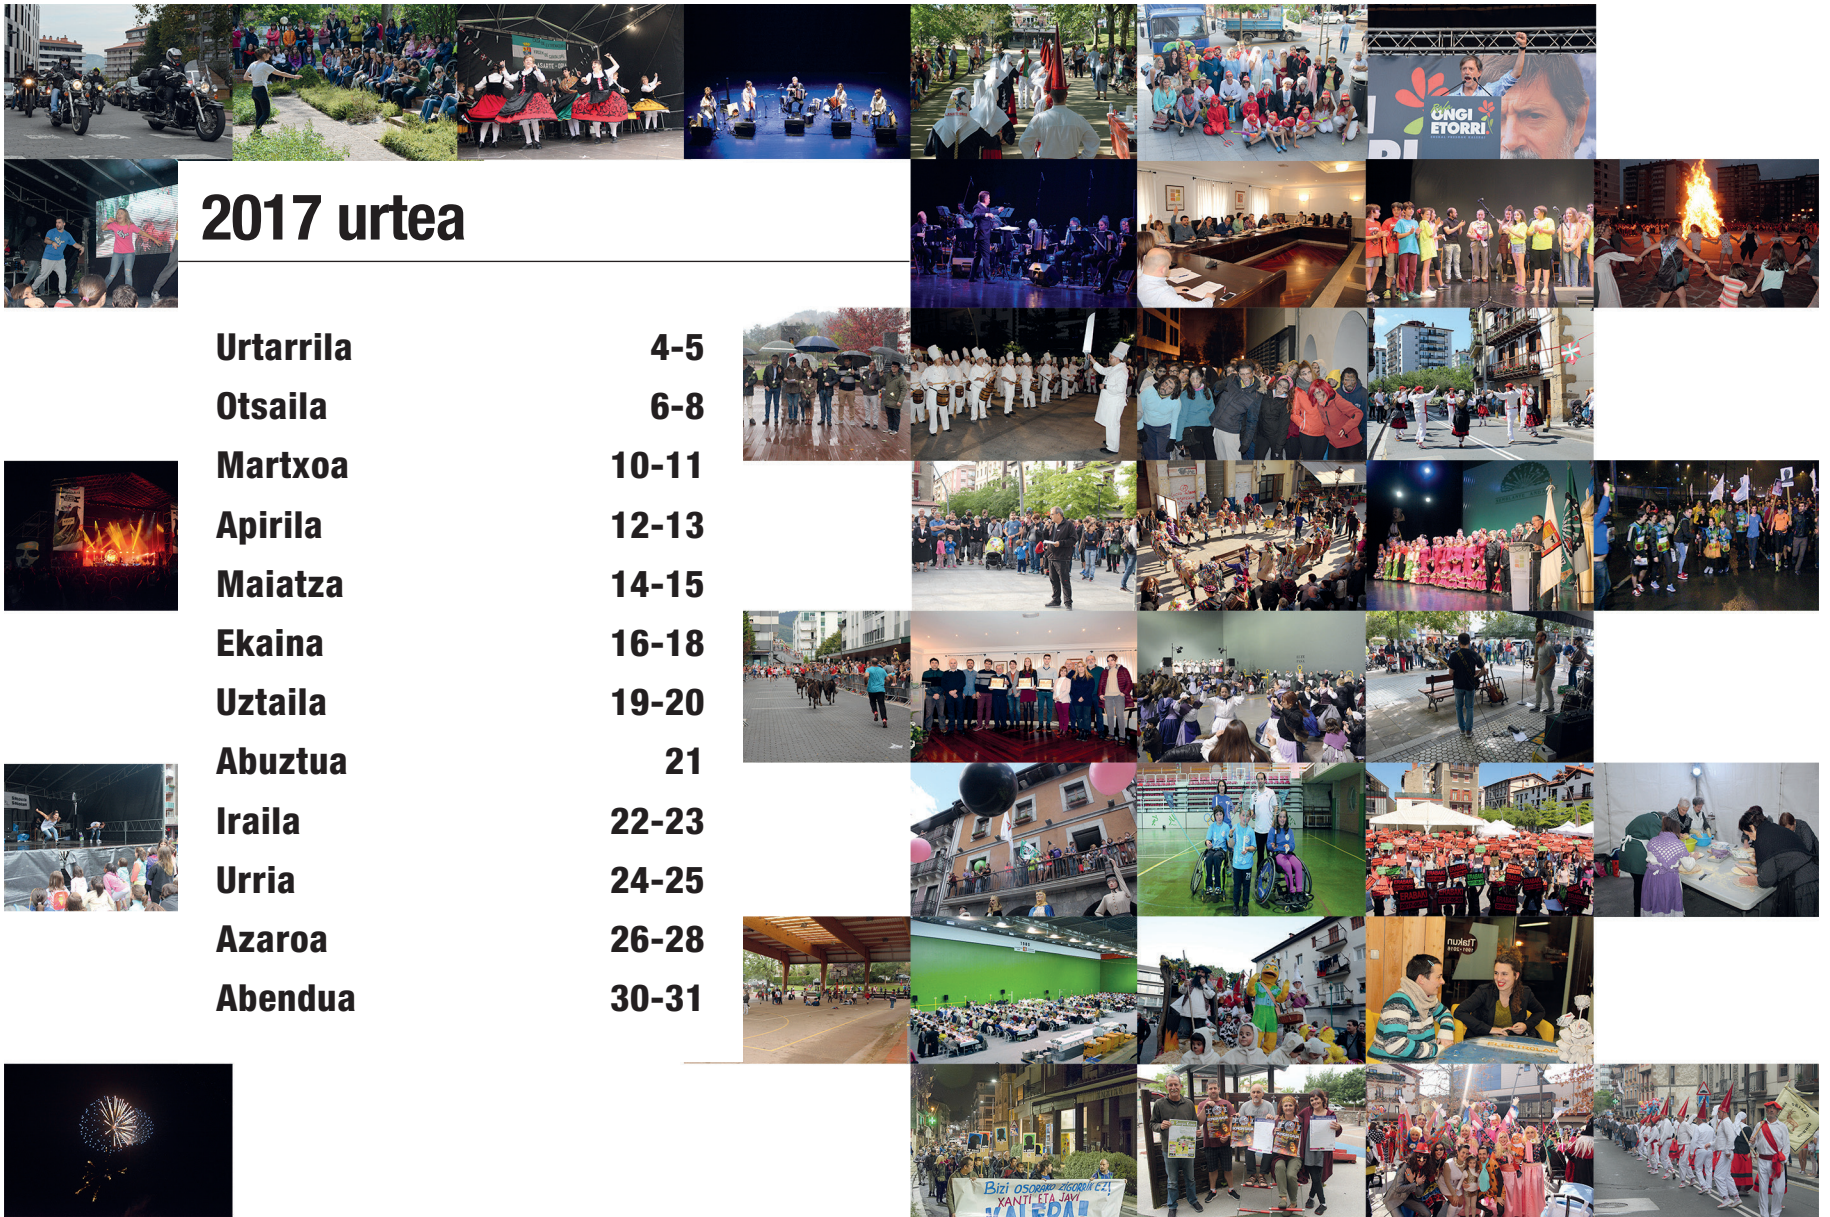 ONGI
ETORRI
2017 urtea
Urtarrila 4-5
Otsaila 6-8
Martxoa 10-11
Apirila 12-13
Maiatza 14-15
Ekaina 16-18
Uztaila 19-20
Abuztua 21
Iraila 22-23
Urria 24-25
Azaroa 26-28
Abendua 30-31
Ttakun
BiZi OSORAKO ZIGORRIK EZ!
XANTI ETA JAVI
KALERA!